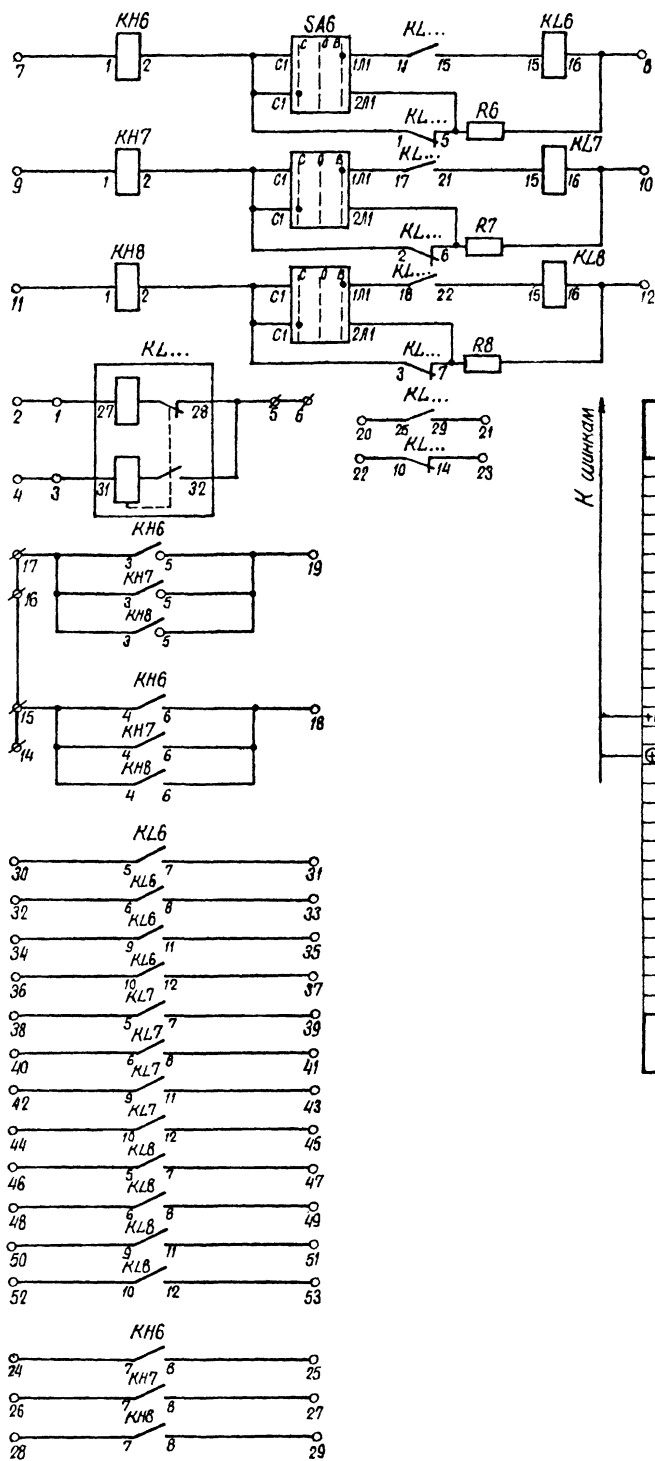 KH6 SA6 KL... KL6
C 0 B
7 1 2 C1 1Л1 11 15 15 16 8
C1 2Л1
KL... R6
1 5
KH7 KL... KL7
C 0 B
9 1 2 C1 1Л1 17 21 15 16 10
C1 2Л1
R7
2 6
KH8 KL... KL8
C 0 B
11 1 2 C1 1Л1 18 22 15 16 12
C1 2Л1
KL... R8
3 7
KL...
2 1 27 28 5 6
4 3 31 32
KL...
20 25 29 21
KL...
22 10 14 23
К шинкам
KH6
17 3 5 19
KH7
16 3 5
KH8
3 5
KH6
15 4 6 18
KH7
14 4 6
KH8
4 6
KL6
30 5 7 31
KL6
32 6 8 33
KL6
34 9 11 35
KL6
36 10 12 37
KL7
38 5 7 39
KL7
40 6 8 41
KL7
42 9 11 43
KL7
44 10 12 45
KL8
46 5 7 47
KL8
48 6 8 49
KL8
50 9 11 51
KL8
52 10 12 53
KH6
24 7 8 25
KH7
26 7 8 27
KH8
28 7 8 29